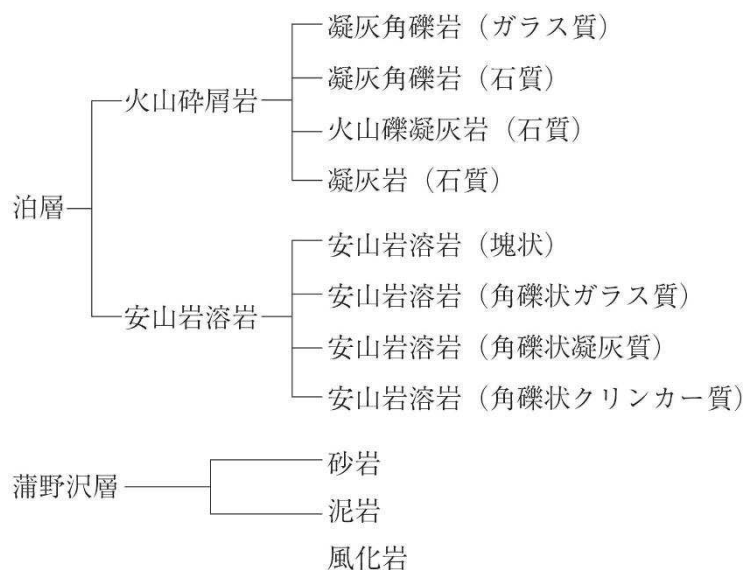 凝灰角礫岩（ガラス質）
凝灰角礫岩（石質）
火山砕屑岩
火山礫凝灰岩（石質）
凝灰岩（石質）
泊層
安山岩溶岩（塊状）
安山岩溶岩（角礫状ガラス質）
安山岩溶岩
安山岩溶岩（角礫状凝灰質）
安山岩溶岩（角礫状クリンカー質）
砂岩
蒲野沢層
泥岩
風化岩